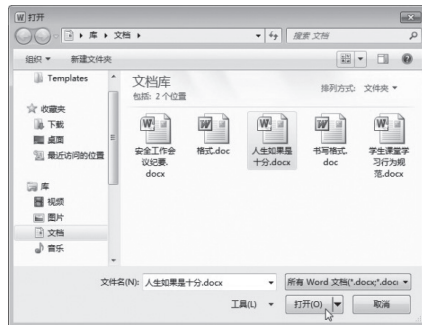 打开
库 ▸ 文档 ▸
搜索 文档
组织 ▼ 新建文件夹
Templates
收藏夹
下载
桌面
最近访问的位置
库
视频
图片
文档
音乐
文档库
包括: 2 个位置
排列方式: 文件夹 ▼
安全工作会
议纪要.
docx
格式.doc
人生如果是
十分.docx
书写格式.
doc
学生课堂学
习行为规
范.docx
文件名(N): 人生如果是十分.docx
所有 Word 文档(*.docx;*.doc
工具(L) ▼ 打开(O) ▼ 取消